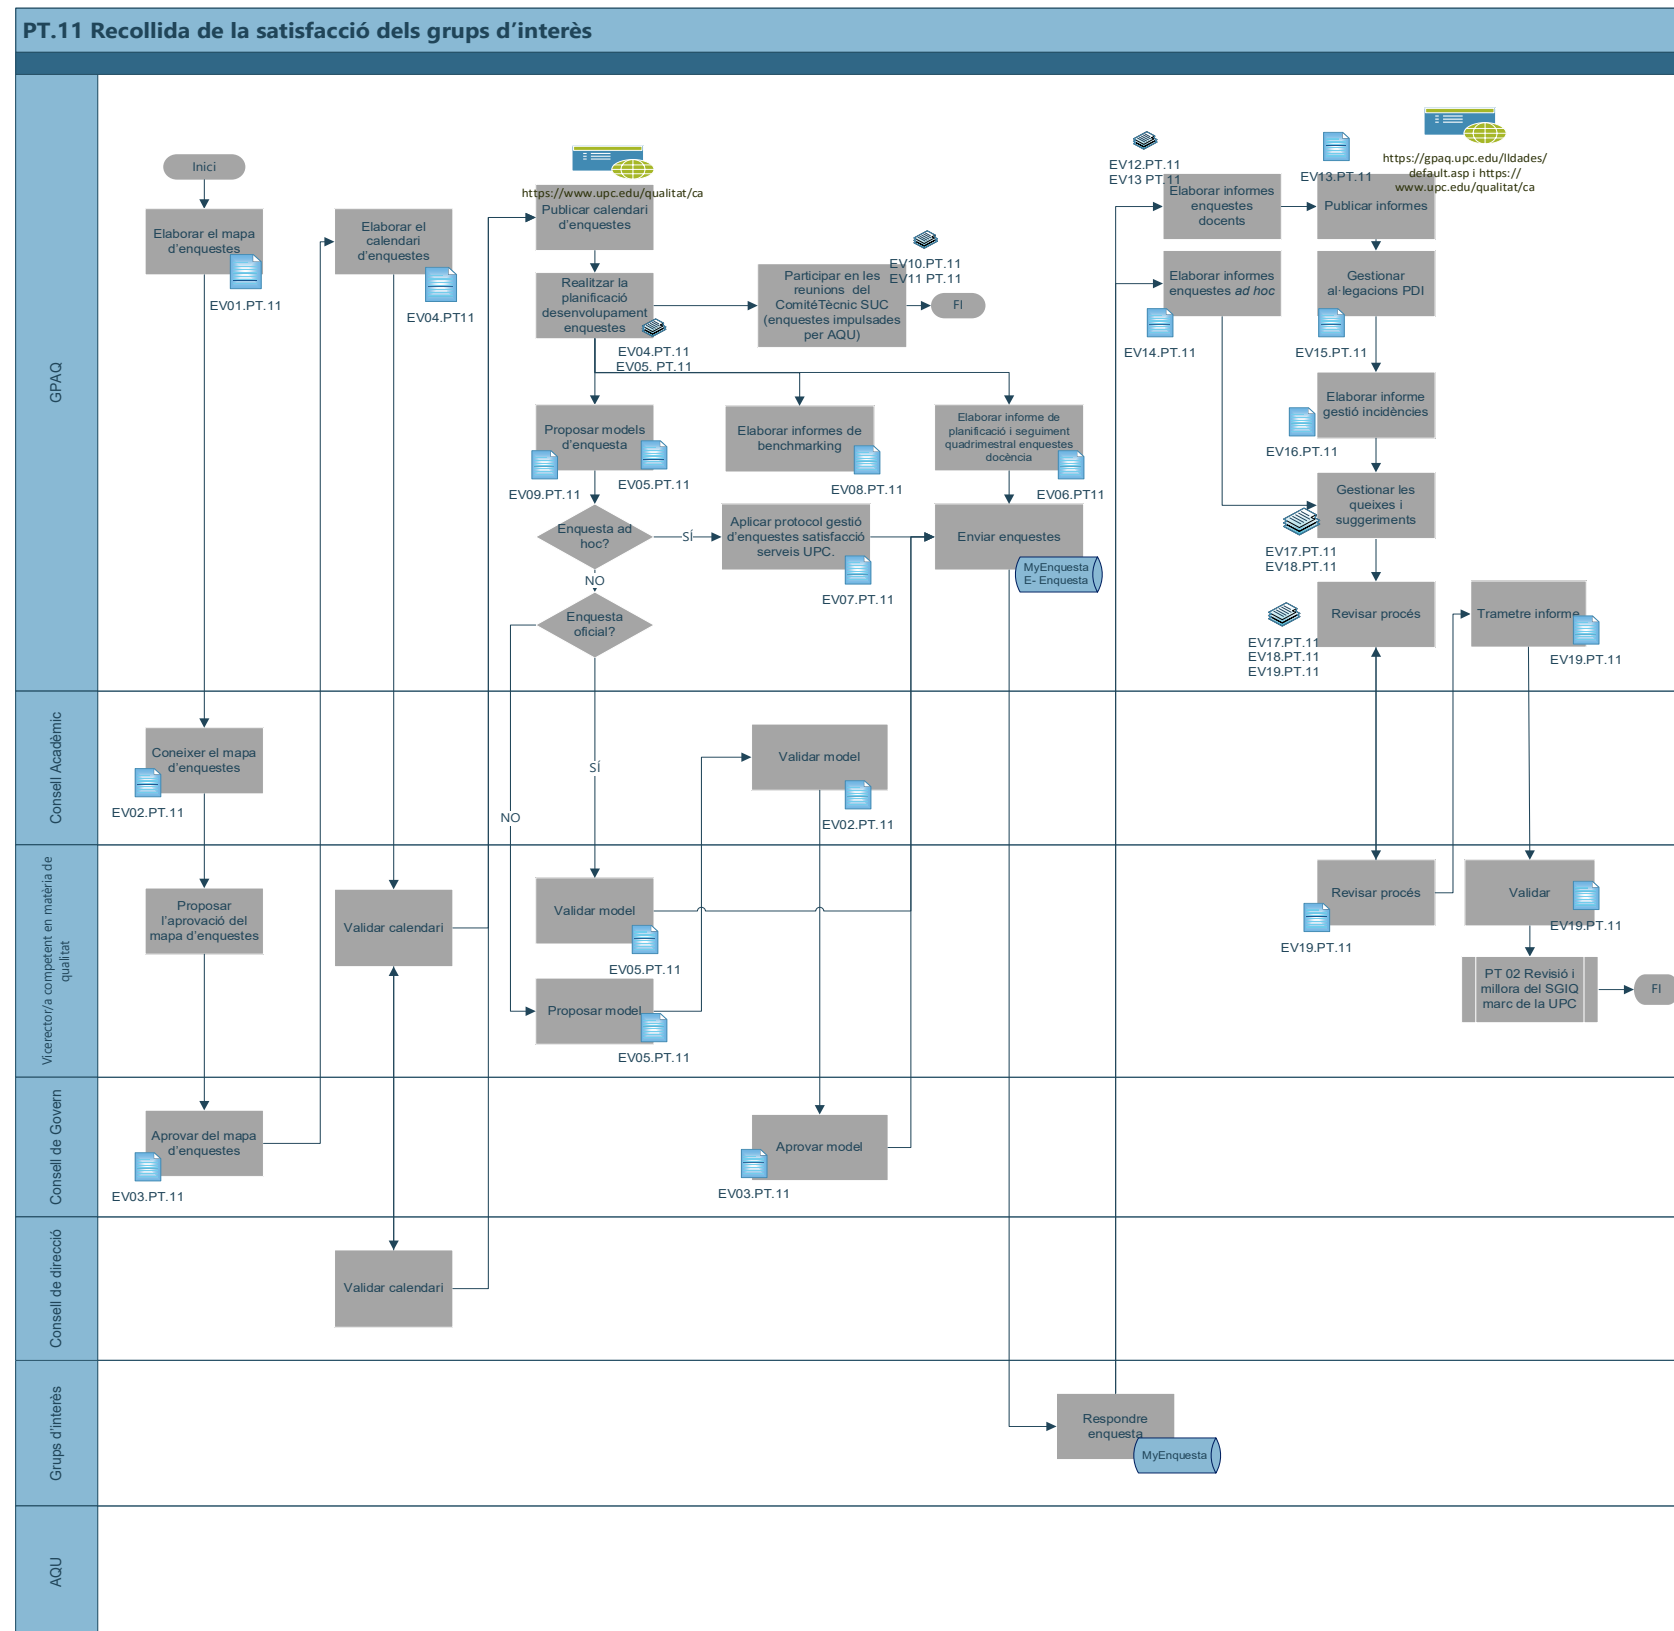 PT.11 Recollida de la satisfacció dels grups d'interès
GPAQ
Inici
Elaborar el mapa
d'enquestes
EV01.PT.11
Elaborar el
calendari
d'enquestes
EV04.PT11
https://www.upc.edu/qualitat/ca
Publicar calendari
d'enquestes
Realitzar la
planificació
desenvolupament
enquestes
EV04.PT.11
EV05. PT.11
Participar en les
reunions del
ComitéTècnic SUC
(enquestes impulsades
per AQU)
EV10.PT.11
EV11 PT.11
FI
Proposar models
d'enquesta
EV09.PT.11
EV05.PT.11
Elaborar informes de
benchmarking
EV08.PT.11
Elaborar informe de
planificació i seguiment
quadrimestral enquestes
docència
EV06.PT11
Enquesta ad
hoc?
SÍ
NO
Aplicar protocol gestió
d'enquestes satisfacció
serveis UPC.
EV07.PT.11
Enviar enquestes
MyEnquesta
E- Enquesta
Enquesta
oficial?
SÍ
NO
EV12.PT.11
EV13 PT.11
Elaborar informes
enquestes
docents
EV13.PT.11
https://gpaq.upc.edu/lldades/
default.asp i https://
www.upc.edu/qualitat/ca
Publicar informes
Elaborar informes
enquestes ad hoc
EV14.PT.11
Gestionar
al·legacions PDI
EV15.PT.11
Elaborar informe
gestió incidències
EV16.PT.11
Gestionar les
queixes i
suggeriments
EV17.PT.11
EV18.PT.11
Revisar procés
EV17.PT.11
EV18.PT.11
EV19.PT.11
Trametre informe
EV19.PT.11
Consell Acadèmic
Coneixer el mapa
d'enquestes
EV02.PT.11
Validar model
EV02.PT.11
Vicerector/a competent en matèria de
qualitat
Proposar
l'aprovació del
mapa d'enquestes
Validar calendari
Validar model
EV05.PT.11
Proposar model
EV05.PT.11
Revisar procés
EV19.PT.11
Validar
EV19.PT.11
PT 02 Revisió i
millora del SGIQ
marc de la UPC
FI
Consell de Govern
Aprovar del mapa
d'enquestes
EV03.PT.11
Aprovar model
EV03.PT.11
Consell de direcció
Validar calendari
Grups d'interès
Respondre
enquesta
MyEnquesta
AQU